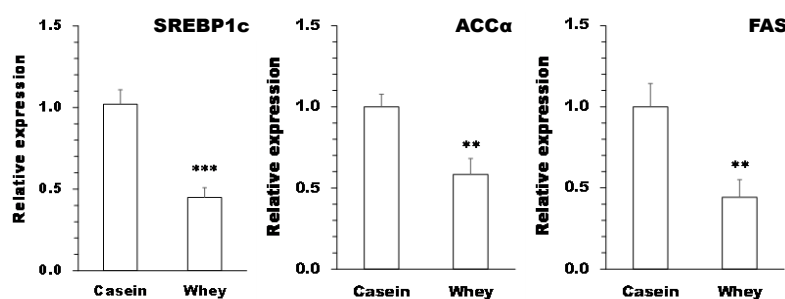 SREBP1c
Relative expression
1.5
1.0
0.5
0.0
***
Casein Whey
ACCα
Relative expression
1.5
1.0
0.5
0.0
**
Casein Whey
FAS
Relative expression
1.5
1.0
0.5
0.0
**
Casein Whey